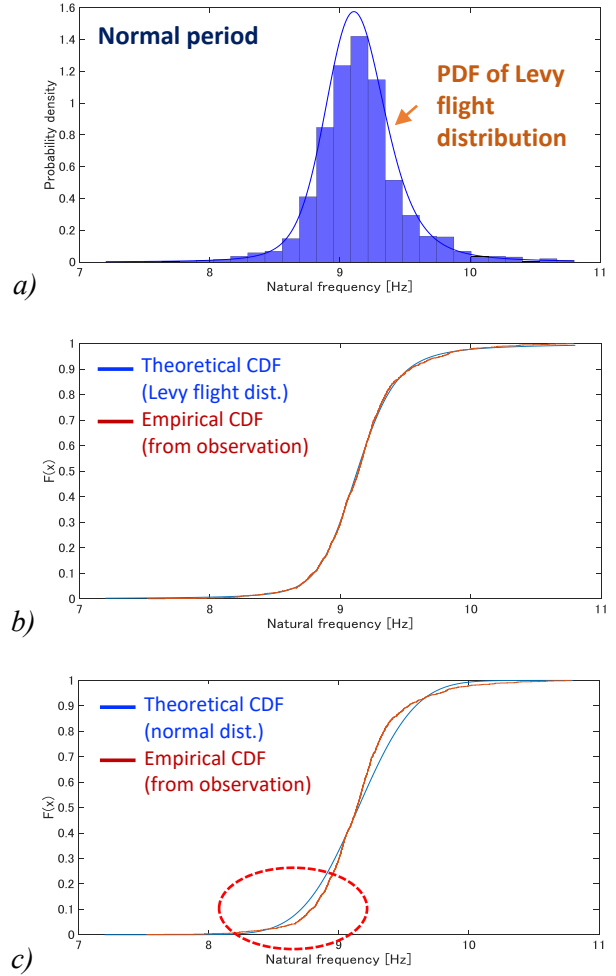 1.6
Normal period
1.4
PDF of Levy
1.2
flight
1
distribution
0.8
0.6
0.4
0.2
0
Probability density
7 8 9 10 11
Natural frequency [Hz]
a)
1
0.9
Theoretical CDF
0.8
(Levy flight dist.)
0.7
Empirical CDF
0.6
(from observation)
0.5
0.4
0.3
0.2
0.1
0
F(x)
7 8 9 10 11
Natural frequency [Hz]
b)
1
0.9
Theoretical CDF
0.8
(normal dist.)
0.7
Empirical CDF
0.6
(from observation)
0.5
0.4
0.3
0.2
0.1
0
F(x)
7 8 9 10 11
Natural frequency [Hz]
c)